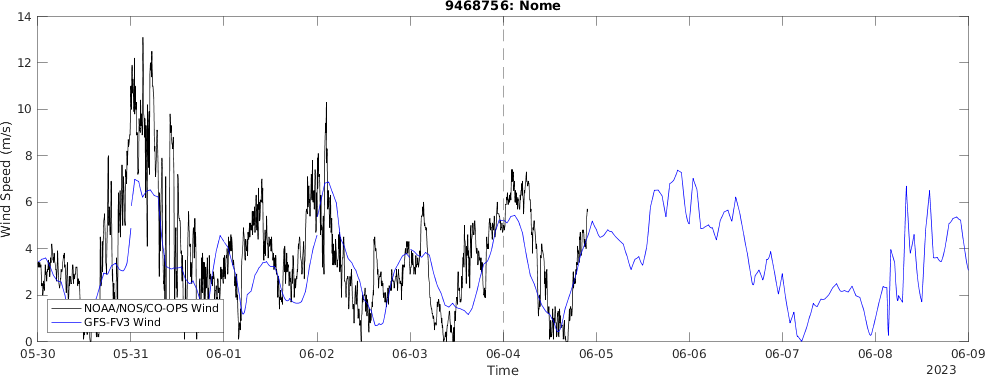 9468756: Nome
Wind Speed (m/s)
14
12
10
8
6
4
2
0
NOAA/NOS/CO-OPS Wind
GFS-FV3 Wind
05-30 05-31 06-01 06-02 06-03 06-04 06-05 06-06 06-07 06-08 06-09
Time
2023